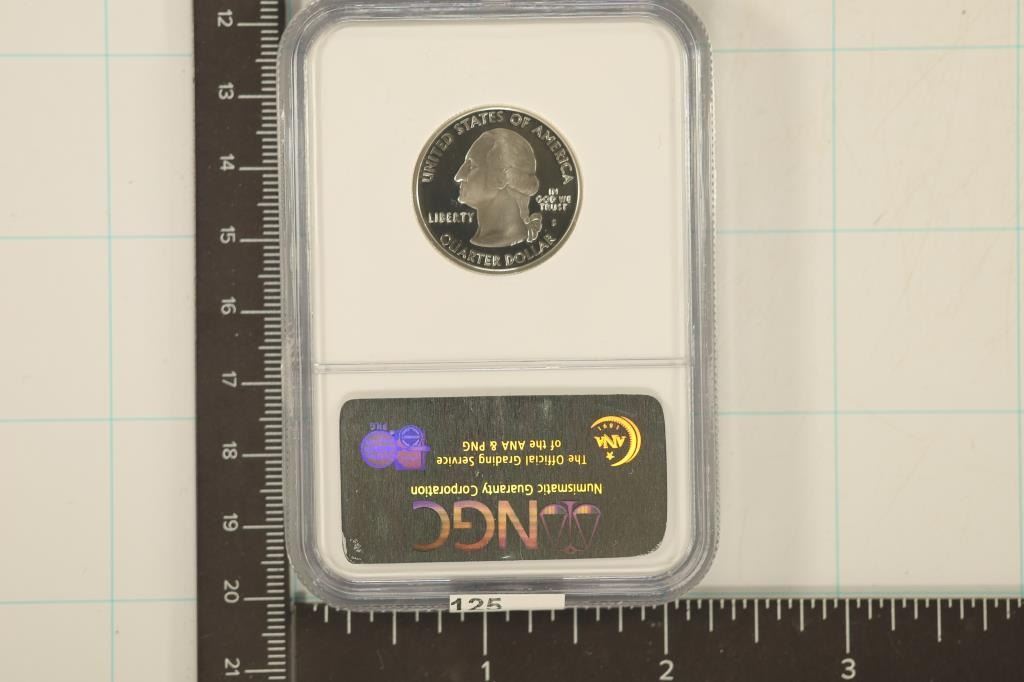 12
13
14
15
16
17
18
19
20
21
UNITED STATES OF AMERICA
LIBERTY
IN
GOD WE
TRUST
S
QUARTER DOLLAR
NGC
Numismatic Guaranty Corporation
The Official Grading Service
of the ANA & PNG
ANA
1891
PNG
125
1
2
3